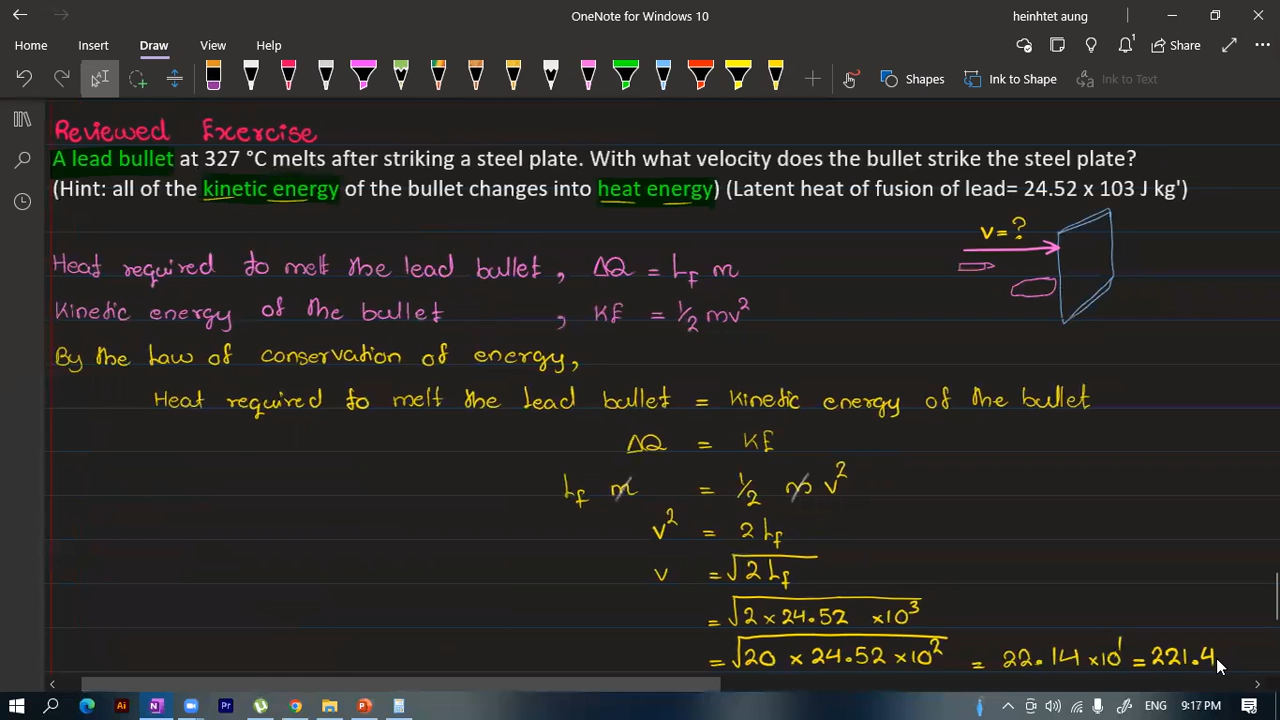 OneNote for Windows 10
heinhtet aung
Home Insert Draw View Help
Share
Shapes Ink to Shape Ink to Text
Reviewed Exercise
A lead bullet at 327 °C melts after striking a steel plate. With what velocity does the bullet strike the steel plate?
(Hint: all of the kinetic energy of the bullet changes into heat energy) (Latent heat of fusion of lead= 24.52 x 103 J kg')
v = ?
Heat required to melt the lead bullet , ΔQ = Lf m
Kinetic energy of the bullet , KE = 1/2 mv²
By the Law of conservation of energy,
Heat required to melt the Lead bullet = Kinetic energy of the bullet
ΔQ = KE
Lf m = 1/2 m v²
v² = 2 Lf
v = √2 Lf
= √2 × 24.52 ×10³
= √20 × 24.52 ×10² = 22.14 ×10¹ = 221.4
Ai Pr ENG 9:17 PM